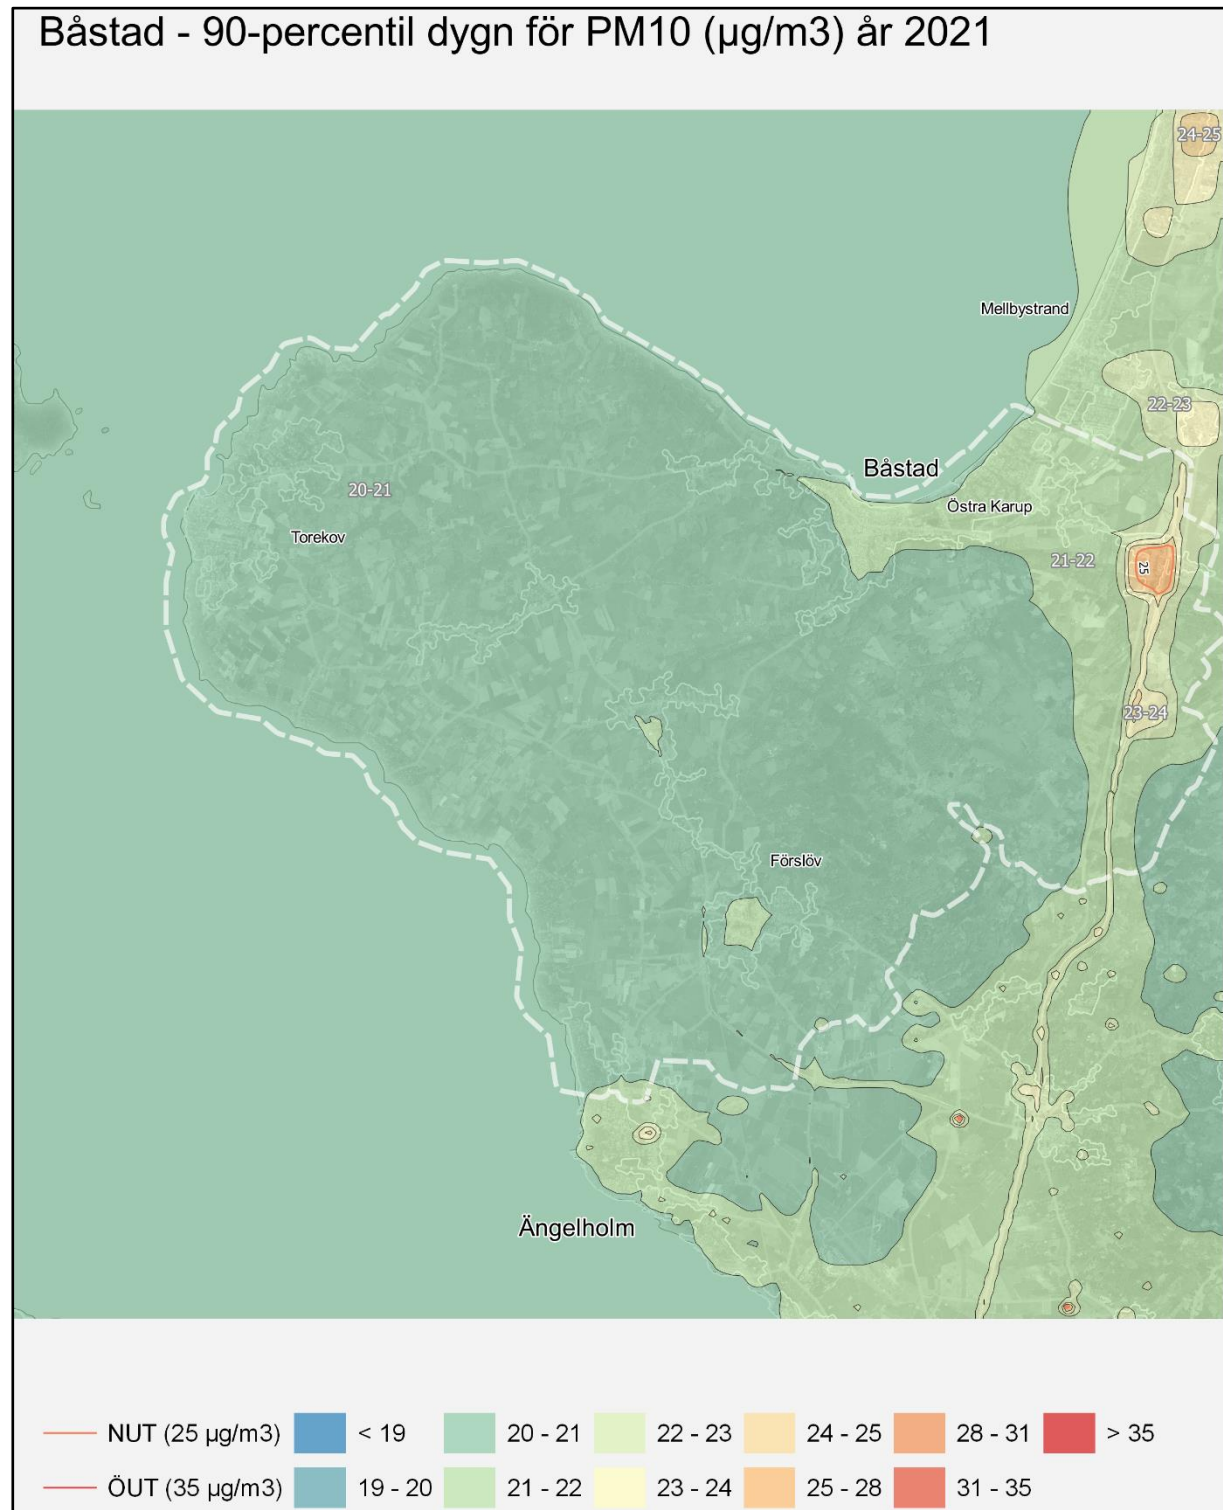 Båstad - 90-percentil dygn för PM10 (µg/m3) år 2021
24-25
Mellbystrand
22-23
Båstad
20-21
Östra Karup
Torekov
21-22
25
23-24
Förslöv
Ängelholm
NUT (25 µg/m3) < 19 20 - 21 22 - 23 24 - 25 28 - 31 > 35
ÖUT (35 µg/m3) 19 - 20 21 - 22 23 - 24 25 - 28 31 - 35